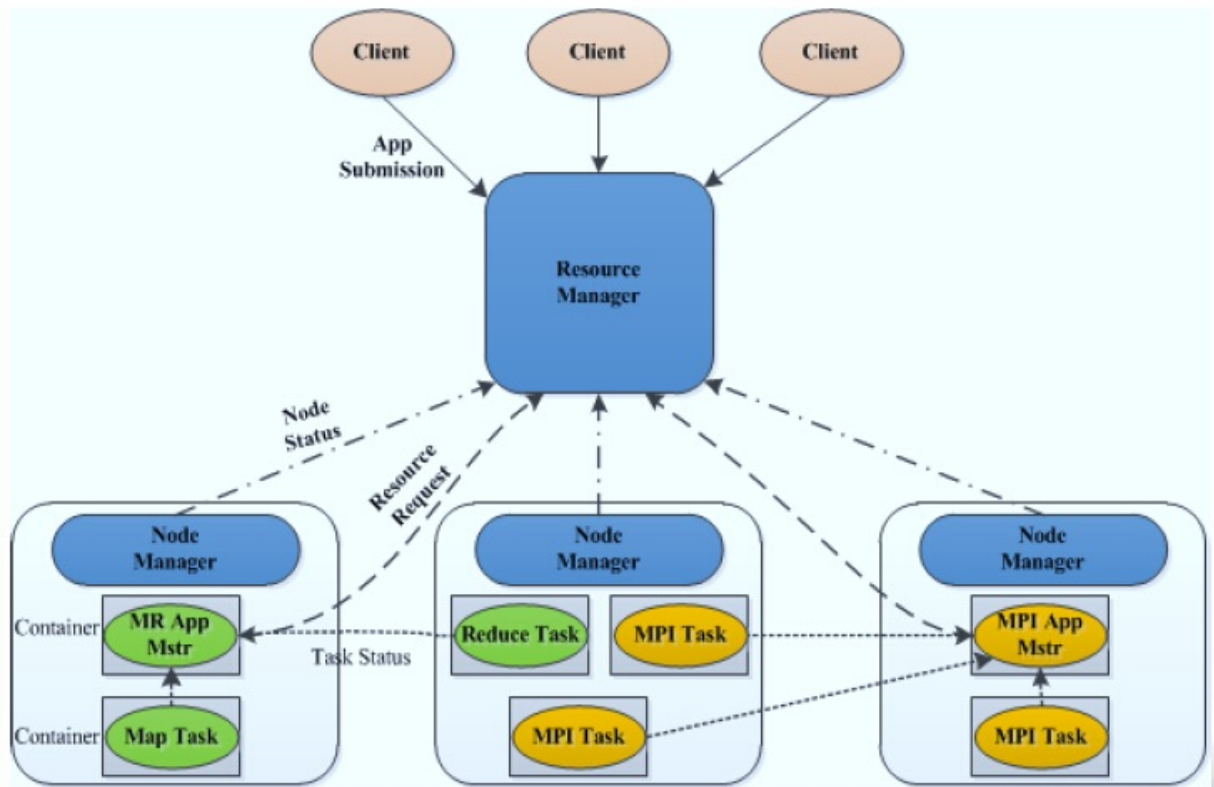 Client
Client
Client
App
Submission
Resource
Manager
Node
Status
Resource
Request
Node
Manager
Node
Manager
Node
Manager
Container
MR App
Mstr
Task Status
Reduce Task
MPI Task
MPI App
Mstr
Container
Map Task
MPI Task
MPI Task